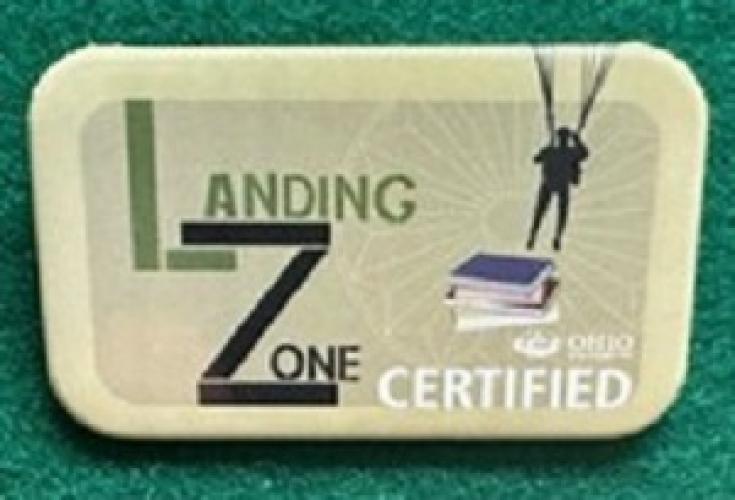 LANDING
ZONE
OHIO
CERTIFIED